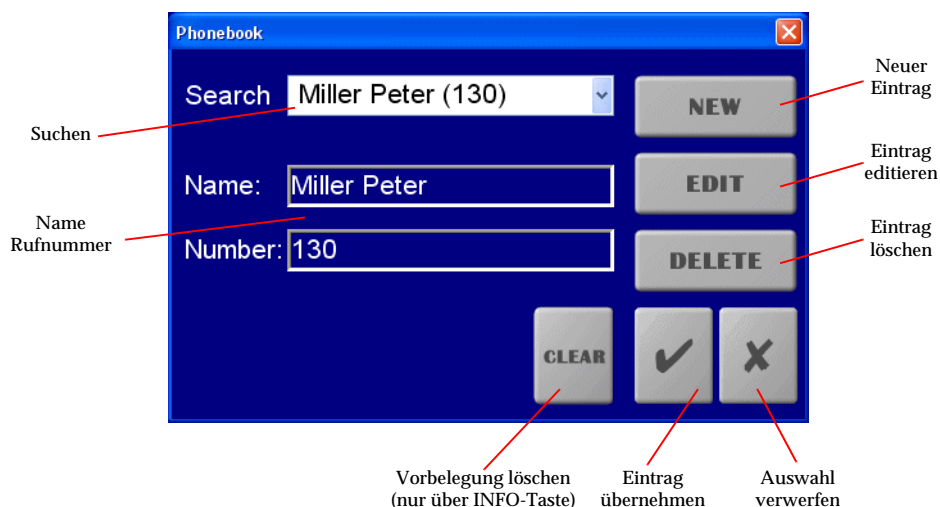 Phonebook
Search
Miller Peter (130)
NEW
Neuer
Eintrag
Suchen
Name:
Miller Peter
EDIT
Eintrag
editieren
Name
Rufnummer
Number:
130
DELETE
Eintrag
löschen
CLEAR
Vorbelegung löschen
(nur über INFO-Taste)
Eintrag
übernehmen
Auswahl
verwerfen